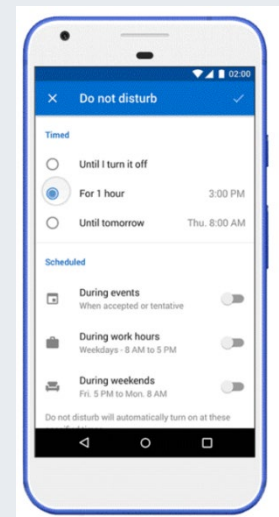 02:00
Do not disturb
Timed
Until I turn it off
For 1 hour 3:00 PM
Until tomorrow Thu. 8:00 AM
Scheduled
During events
When accepted or tentative
During work hours
Weekdays - 8 AM to 5 PM
During weekends
Fri. 5 PM to Mon. 8 AM
Do not disturb will automatically turn on at these